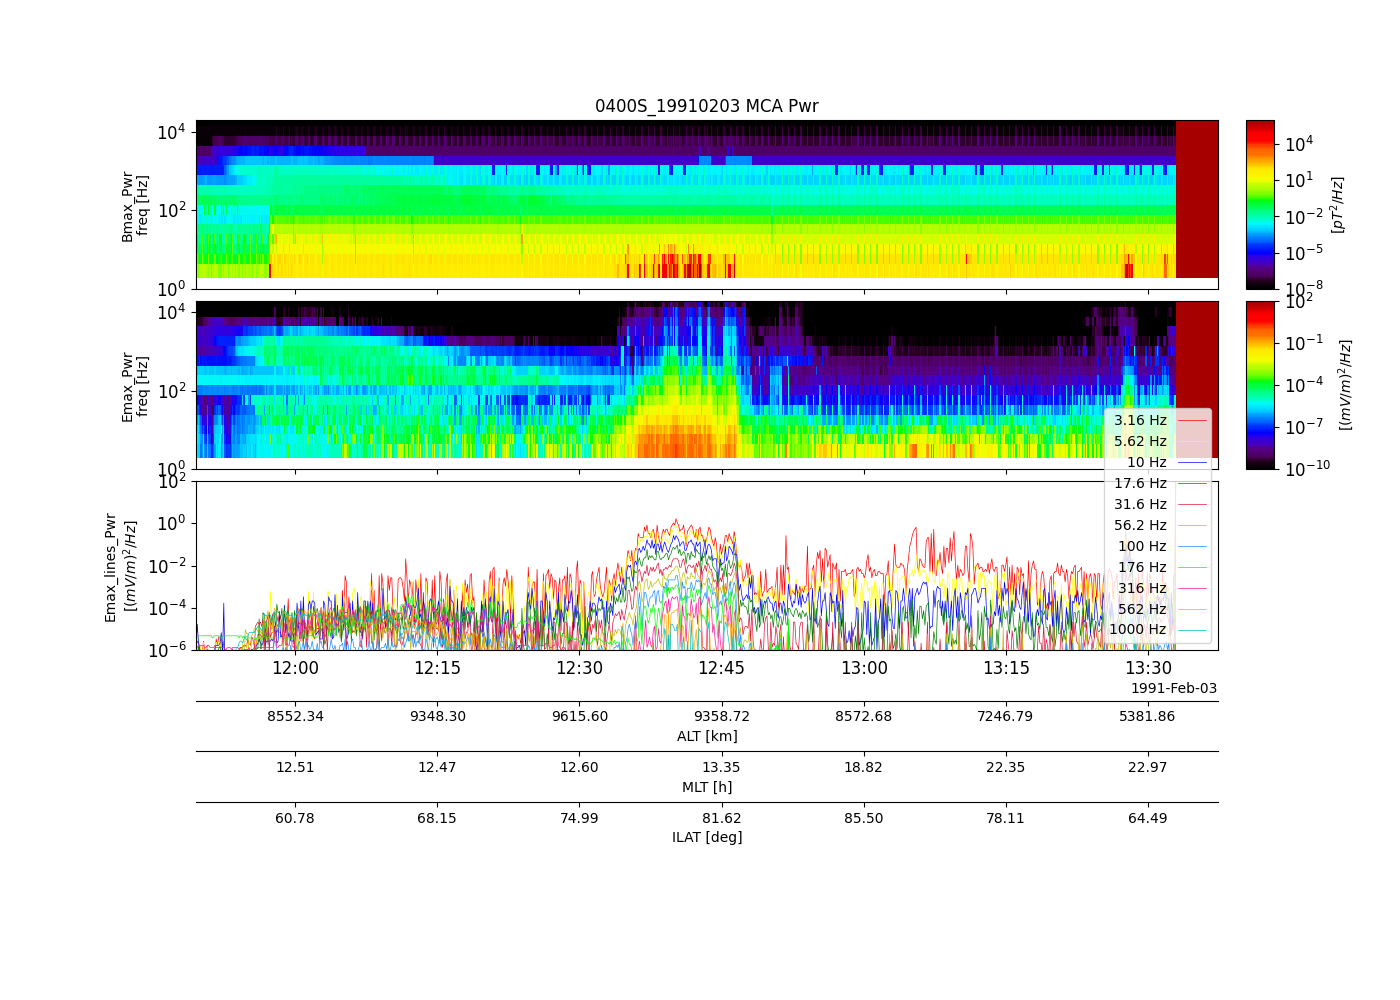 0400S_19910203 MCA Pwr
10^4
10^2
10^0
Bmax_Pwr
freq [Hz]
10^4
10^1
10^-2
10^-5
10^-8
[pT^2/Hz]
10^4
10^2
10^0
Emax_Pwr
freq [Hz]
10^2
10^-1
10^-4
10^-7
10^-10
[(mV/m)^2/Hz]
10^2
10^0
10^-2
10^-4
10^-6
Emax_lines_Pwr
[(mV/m)^2/Hz]
3.16 Hz
5.62 Hz
10 Hz
17.6 Hz
31.6 Hz
56.2 Hz
100 Hz
176 Hz
316 Hz
562 Hz
1000 Hz
12:00 12:15 12:30 12:45 13:00 13:15 13:30
1991-Feb-03
8552.34 9348.30 9615.60 9358.72 8572.68 7246.79 5381.86
ALT [km]
12.51 12.47 12.60 13.35 18.82 22.35 22.97
MLT [h]
60.78 68.15 74.99 81.62 85.50 78.11 64.49
ILAT [deg]